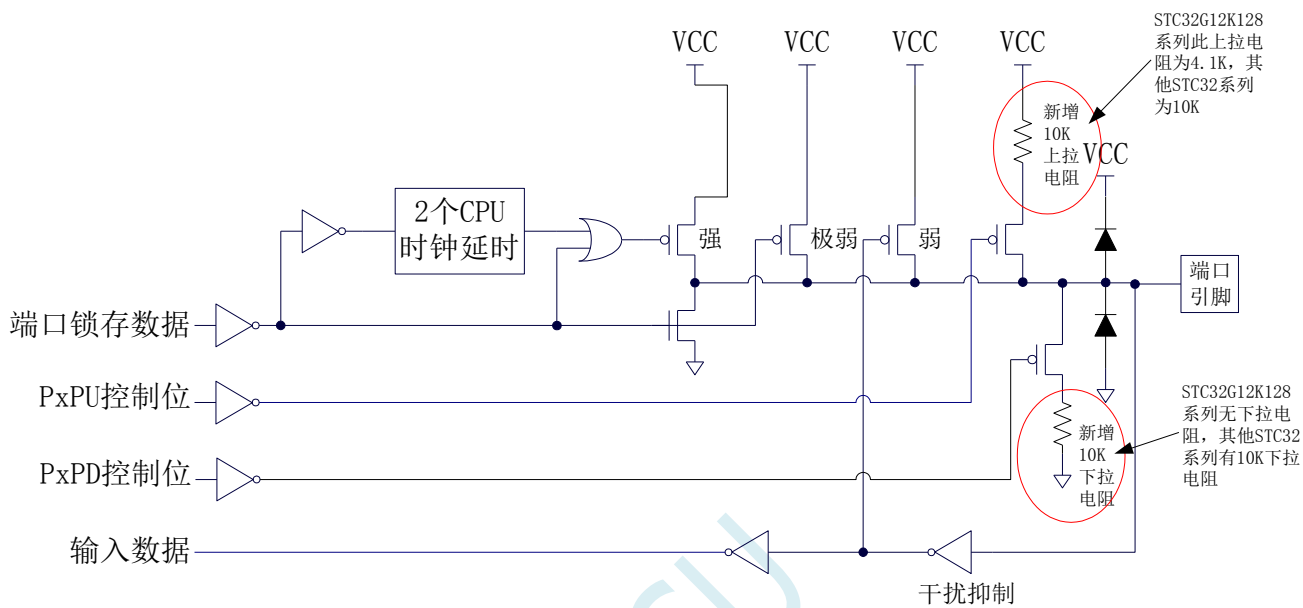 STC32G12K128
系列此上拉电
阻为4.1K，其
他STC32系列
为10K
VCC
VCC
VCC
VCC
新增
10K
上拉
电阻
VCC
2个CPU
时钟延时
强
极弱
弱
端口
引脚
端口锁存数据
PxPU控制位
STC32G12K128
系列无下拉电
阻，其他STC32
系列有10K下拉
电阻
新增
10K
下拉
电阻
PxPD控制位
输入数据
干扰抑制